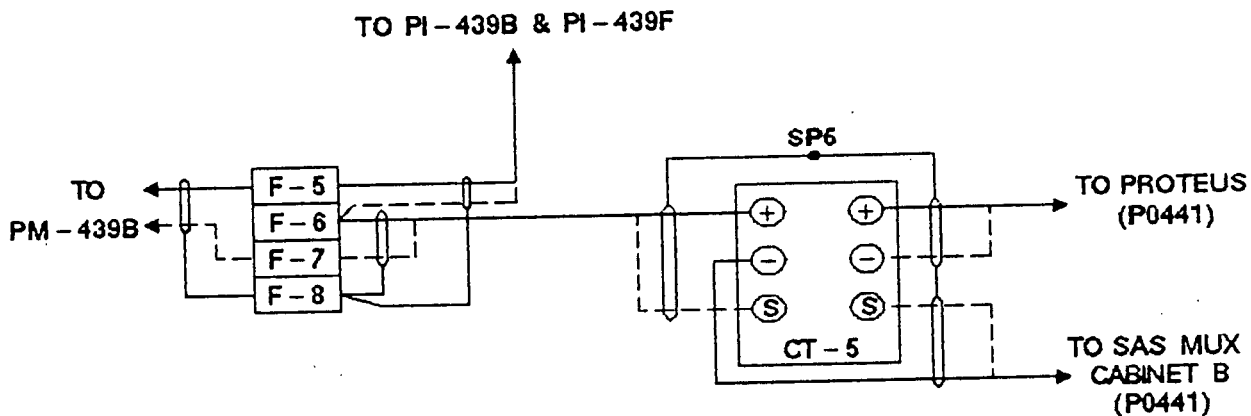 TO PI-439B & PI-439F
SP6
TO
PM-439B
F-5
F-6
F-7
F-8
+ +
- -
S S
CT-5
TO PROTEUS
(P0441)
TO SAS MUX
CABINET B
(P0441)